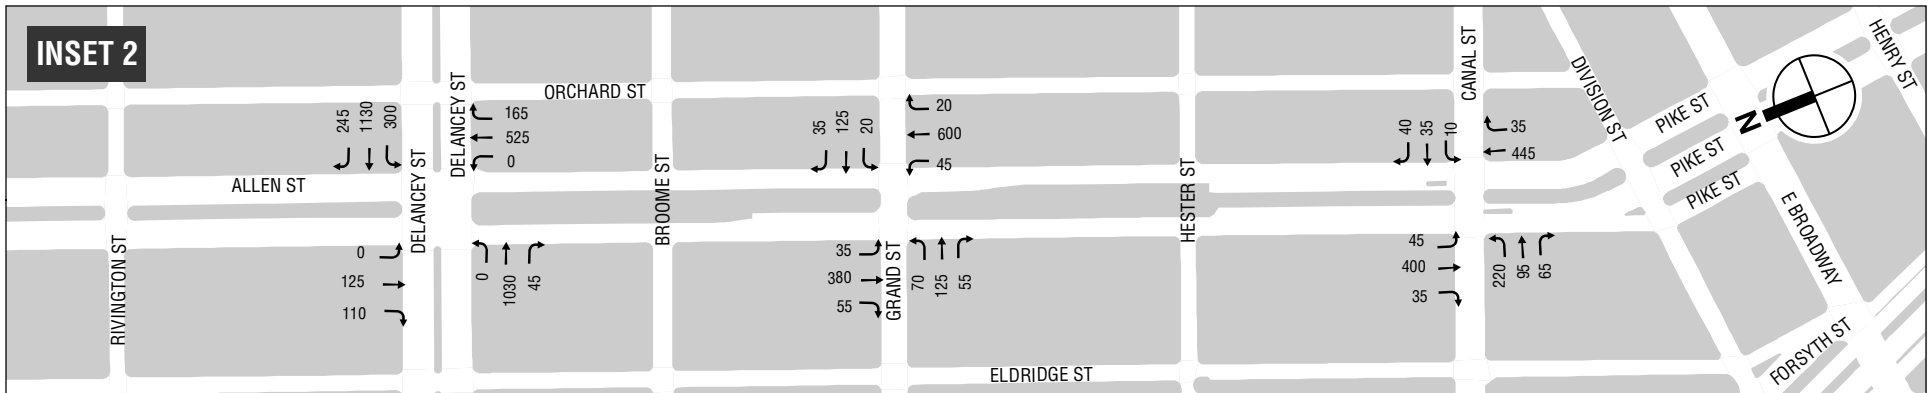 INSET 2
HENRY ST
CANAL ST
DIVISION ST
PIKE ST
DELANCEY ST
ORCHARD ST
245
1130
300
165
525
0
35
125
20
20
600
45
40
35
10
35
445
N
PIKE ST
PIKE ST
ALLEN ST
DELANCEY ST
BROOME ST
HESTER ST
E BROADWAY
RIVINGTON ST
0
125
110
0
1030
45
35
380
55
GRAND ST
70
125
55
45
400
35
220
95
65
ELDRIDGE ST
FORSYTH ST